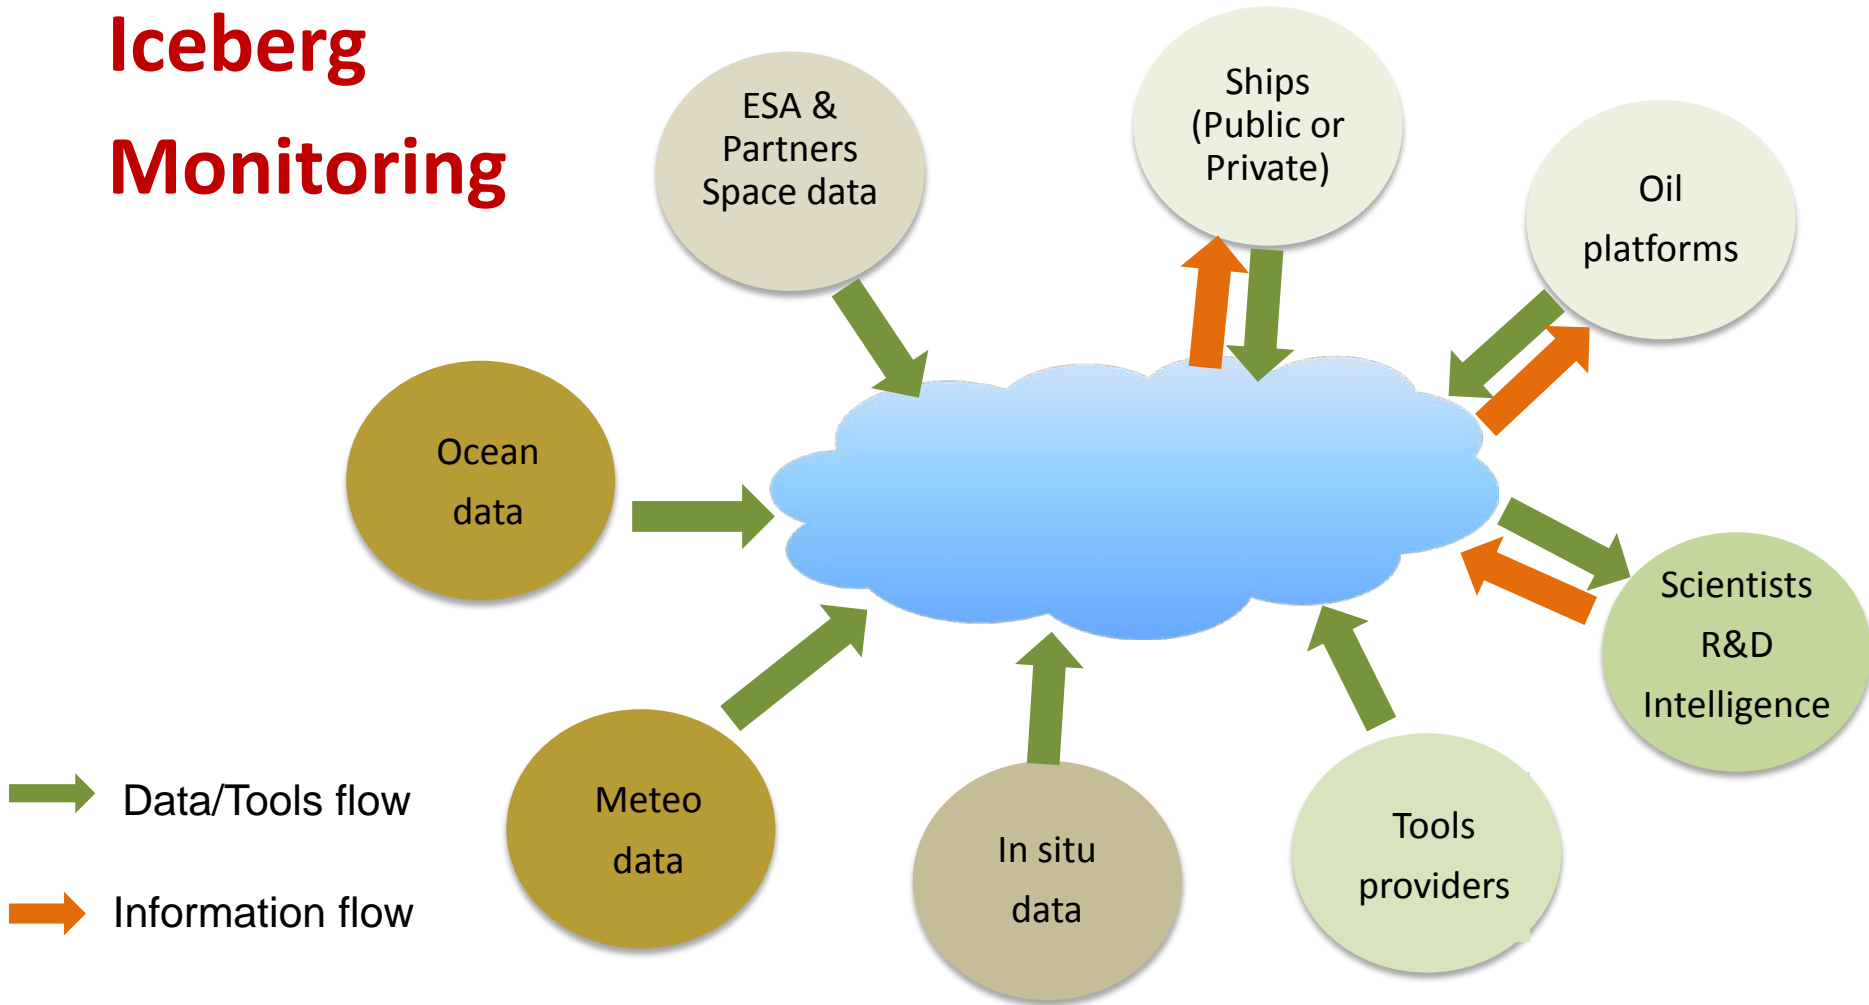 Iceberg
Monitoring
ESA &
Partners
Space data
Ships
(Public or
Private)
Oil
platforms
Ocean
data
Scientists
R&D
Intelligence
Meteo
data
In situ
data
Tools
providers
Data/Tools flow
Information flow